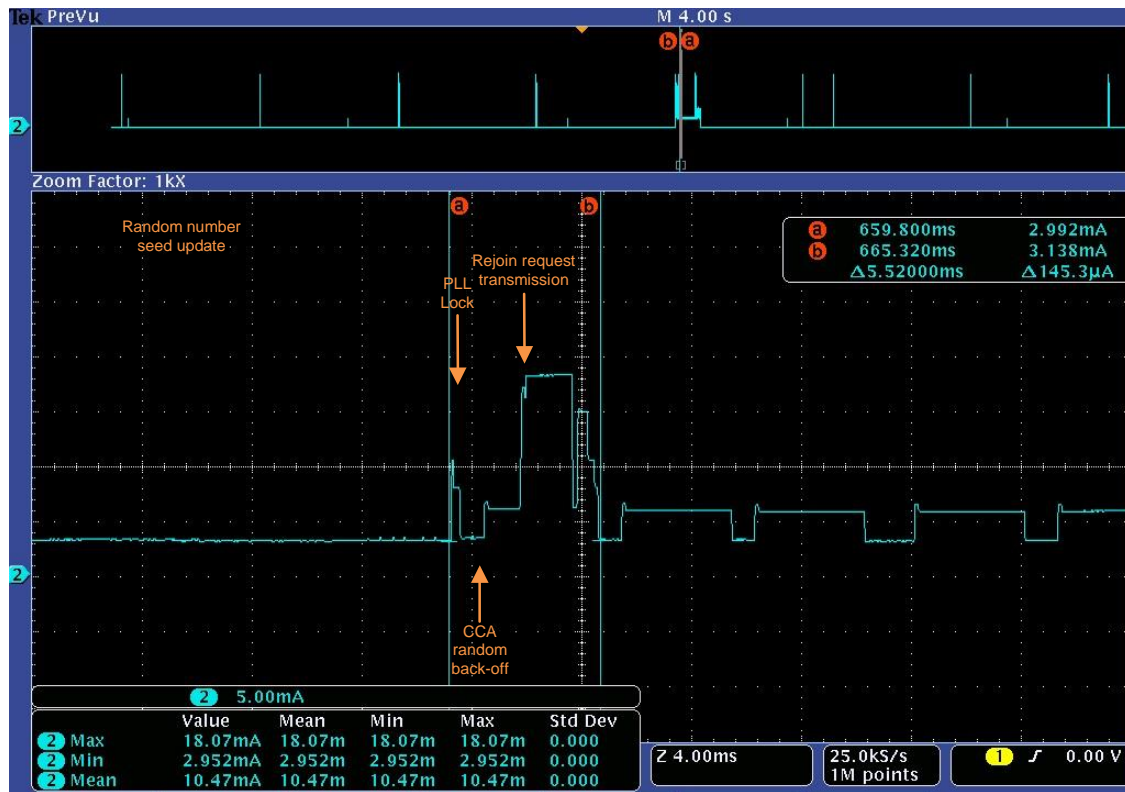 Tek PreVu M 4.00 s
b a
2
Zoom Factor: 1kX
a b
Random number
seed update
Rejoin request
transmission
PLL
Lock
a 659.800ms 2.992mA
b 665.320ms 3.138mA
Δ5.52000ms Δ145.3µA
2
CCA
random
back-off
2 5.00mA
Value Mean Min Max Std Dev
2 Max 18.07mA 18.07m 18.07m 18.07m 0.000
2 Min 2.952mA 2.952m 2.952m 2.952m 0.000
2 Mean 10.47mA 10.47m 10.47m 10.47m 0.000
Z 4.00ms
25.0kS/s
1M points
1 0.00 V